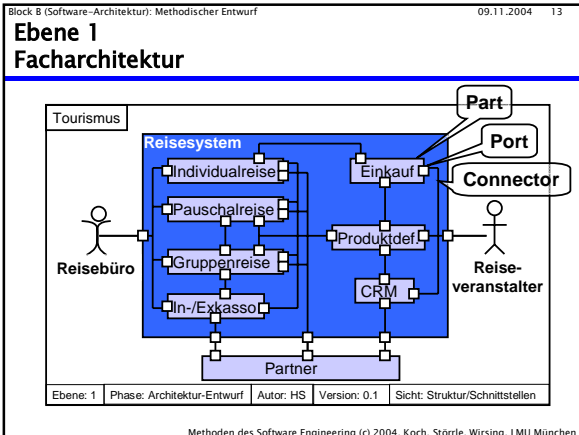 Block B (Software-Architektur): Methodischer Entwurf 09.11.2004 13
Ebene 1
Facharchitektur
Tourismus
Part
Port
Connector
Reisesystem
Individualreise
Einkauf
Pauschalreise
Produktdef.
Gruppenreise
Reisebüro
Reise-
veranstalter
CRM
In-/Exkasso
Partner
Ebene: 1 Phase: Architektur-Entwurf Autor: HS Version: 0.1 Sicht: Struktur/Schnittstellen
Methoden des Software Engineering (c) 2004, Koch, Störrle, Wirsing, LMU München